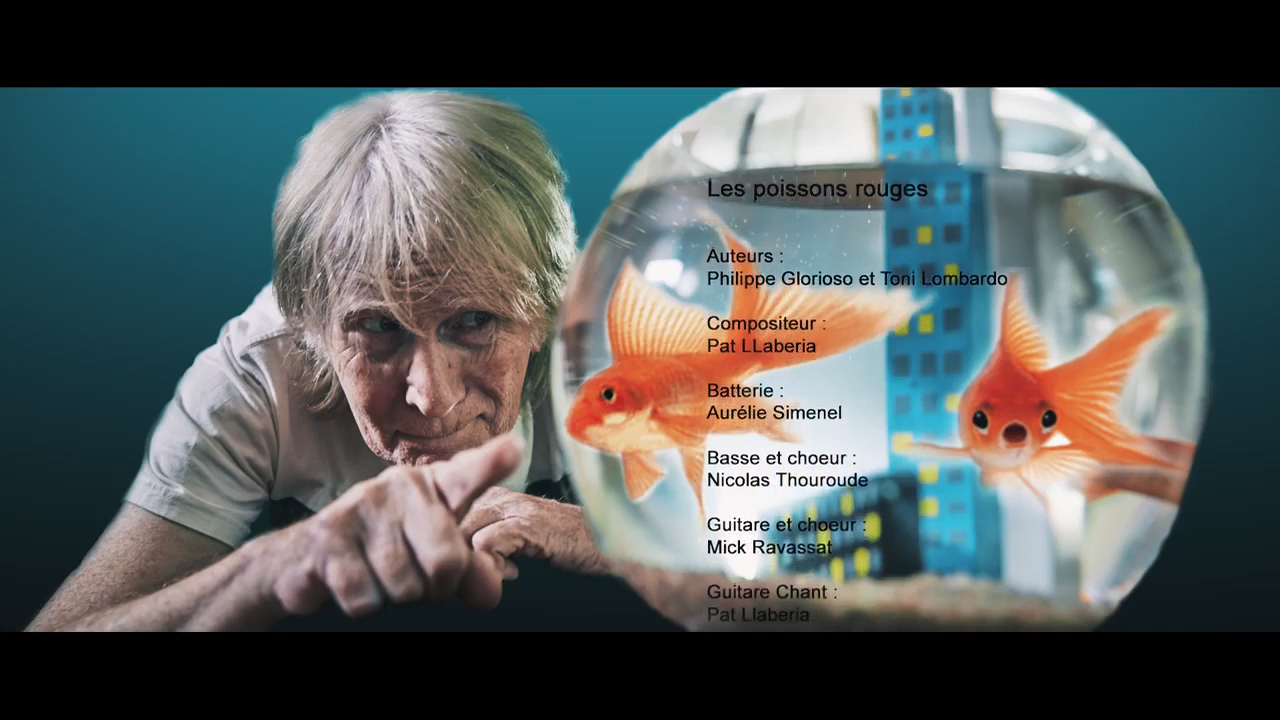 Les poissons rouges
Auteurs :
Philippe Glorioso et Toni Lombardo
Compositeur :
Pat LLaberia
Batterie :
Aurélie Simenel
Basse et choeur :
Nicolas Thouroude
Guitare et choeur :
Mick Ravassat
Guitare Chant :
Pat Llaberia